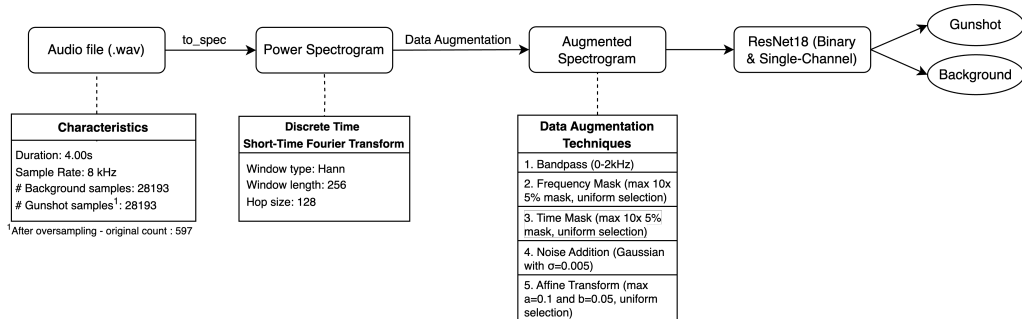 Audio file (.wav)
to_spec
Power Spectrogram
Data Augmentation
Augmented
Spectrogram
ResNet18 (Binary
& Single-Channel)
Gunshot
Background
Characteristics
Duration: 4.00s
Sample Rate: 8 kHz
# Background samples: 28193
# Gunshot samples¹: 28193
¹After oversampling - original count : 597
Discrete Time
Short-Time Fourier Transform
Window type: Hann
Window length: 256
Hop size: 128
Data Augmentation
Techniques
1. Bandpass (0-2kHz)
2. Frequency Mask (max 10x
5% mask, uniform selection)
3. Time Mask (max 10x 5%
mask, uniform selection)
4. Noise Addition (Gaussian
with σ=0.005)
5. Affine Transform (max
a=0.1 and b=0.05, uniform
selection)